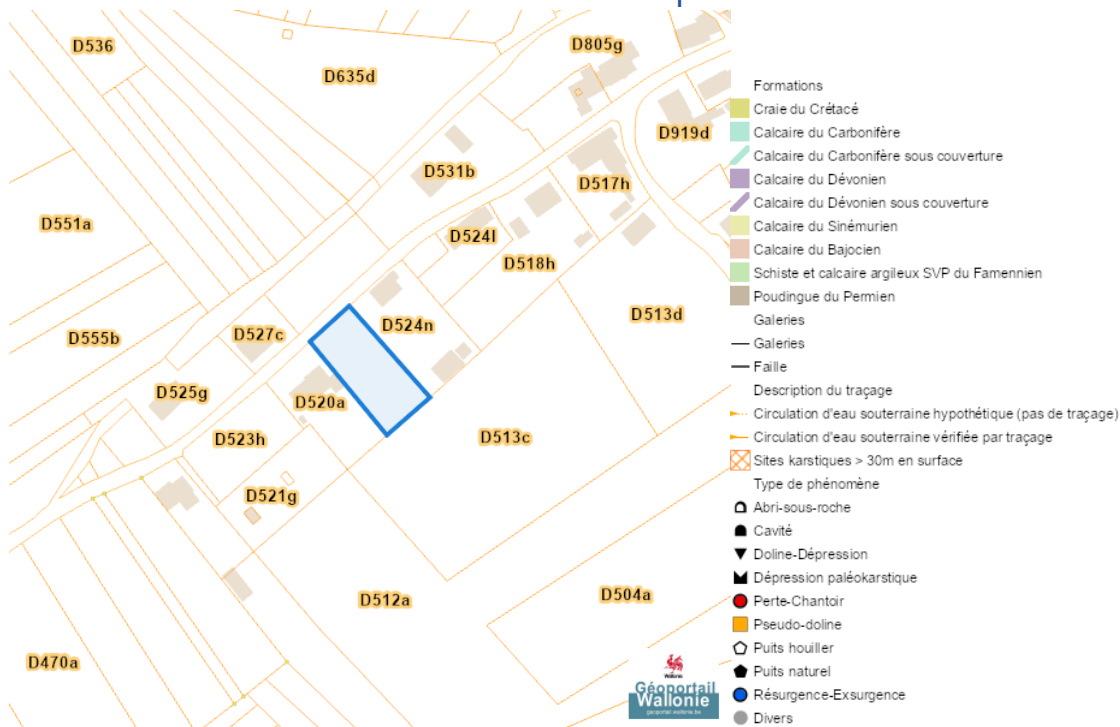 D536
D635d
D805g
D919d
D531b
D517h
D551a
D524l
D518h
D513d
D555b
D527c
D524n
D525g
D520a
D523h
D513c
D521g
D512a
D504a
D470a
Wallonie
Géoportail
Wallonie
geoportail.wallonie.be
Formations
Craie du Crétacé
Calcaire du Carbonifère
Calcaire du Carbonifère sous couverture
Calcaire du Dévonien
Calcaire du Dévonien sous couverture
Calcaire du Sinémurien
Calcaire du Bajocien
Schiste et calcaire argileux SVP du Famennien
Poudingue du Permien
Galeries
Galeries
Faille
Description du traçage
Circulation d'eau souterraine hypothétique (pas de traçage)
Circulation d'eau souterraine vérifiée par traçage
Sites karstiques > 30m en surface
Type de phénomène
Abri-sous-roche
Cavité
Doline-Dépression
Dépression paléokarstique
Perte-Chantoir
Pseudo-doline
Puits houiller
Puits naturel
Résurgence-Exsurgence
Divers